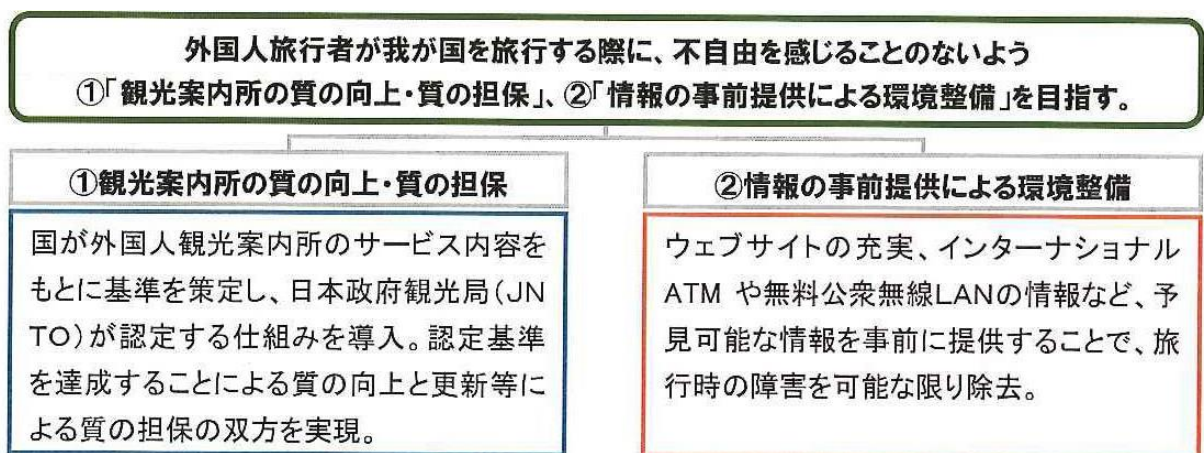 外国人旅行者が我が国を旅行する際に、不自由を感じることのないよう
①「観光案内所の質の向上・質の担保」、②「情報の事前提供による環境整備」を目指す。
①観光案内所の質の向上・質の担保
国が外国人観光案内所のサービス内容を
もとに基準を策定し、日本政府観光局(JN
TO)が認定する仕組みを導入。認定基準
を達成することによる質の向上と更新等に
よる質の担保の双方を実現。
②情報の事前提供による環境整備
ウェブサイトの充実、インターナショナル
ATM や無料公衆無線LANの情報など、予
見可能な情報を事前に提供することで、旅
行時の障害を可能な限り除去。